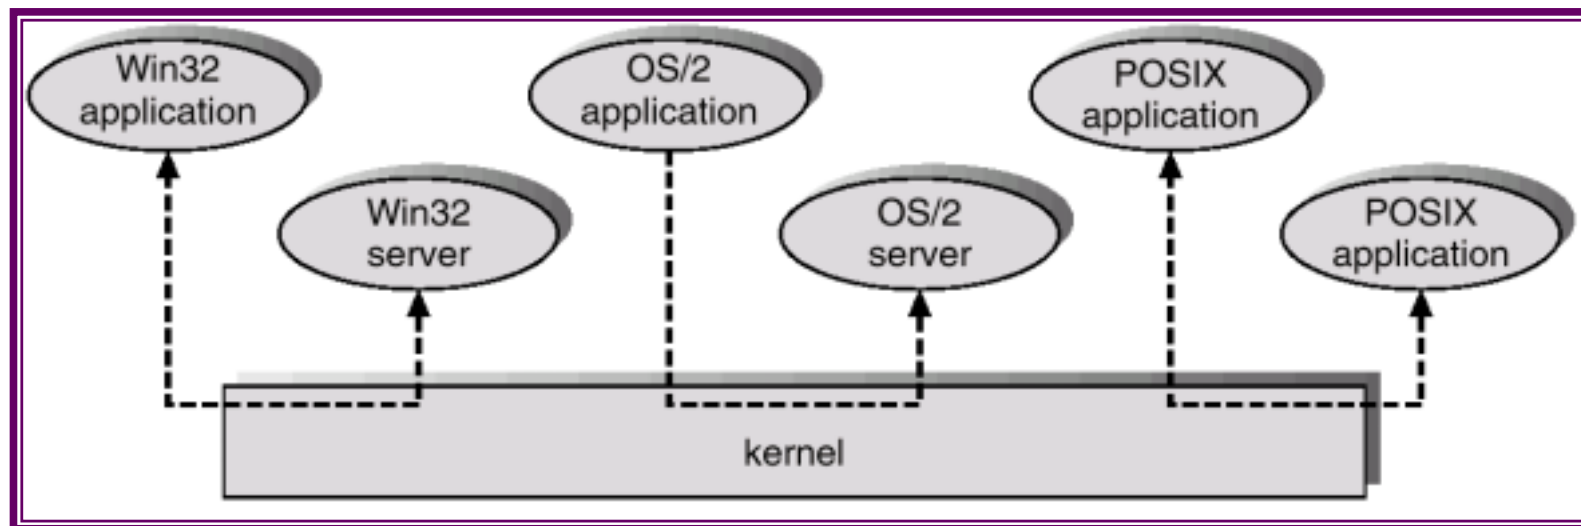 Win32
application
OS/2
application
POSIX
application
Win32
server
OS/2
server
POSIX
application
kernel